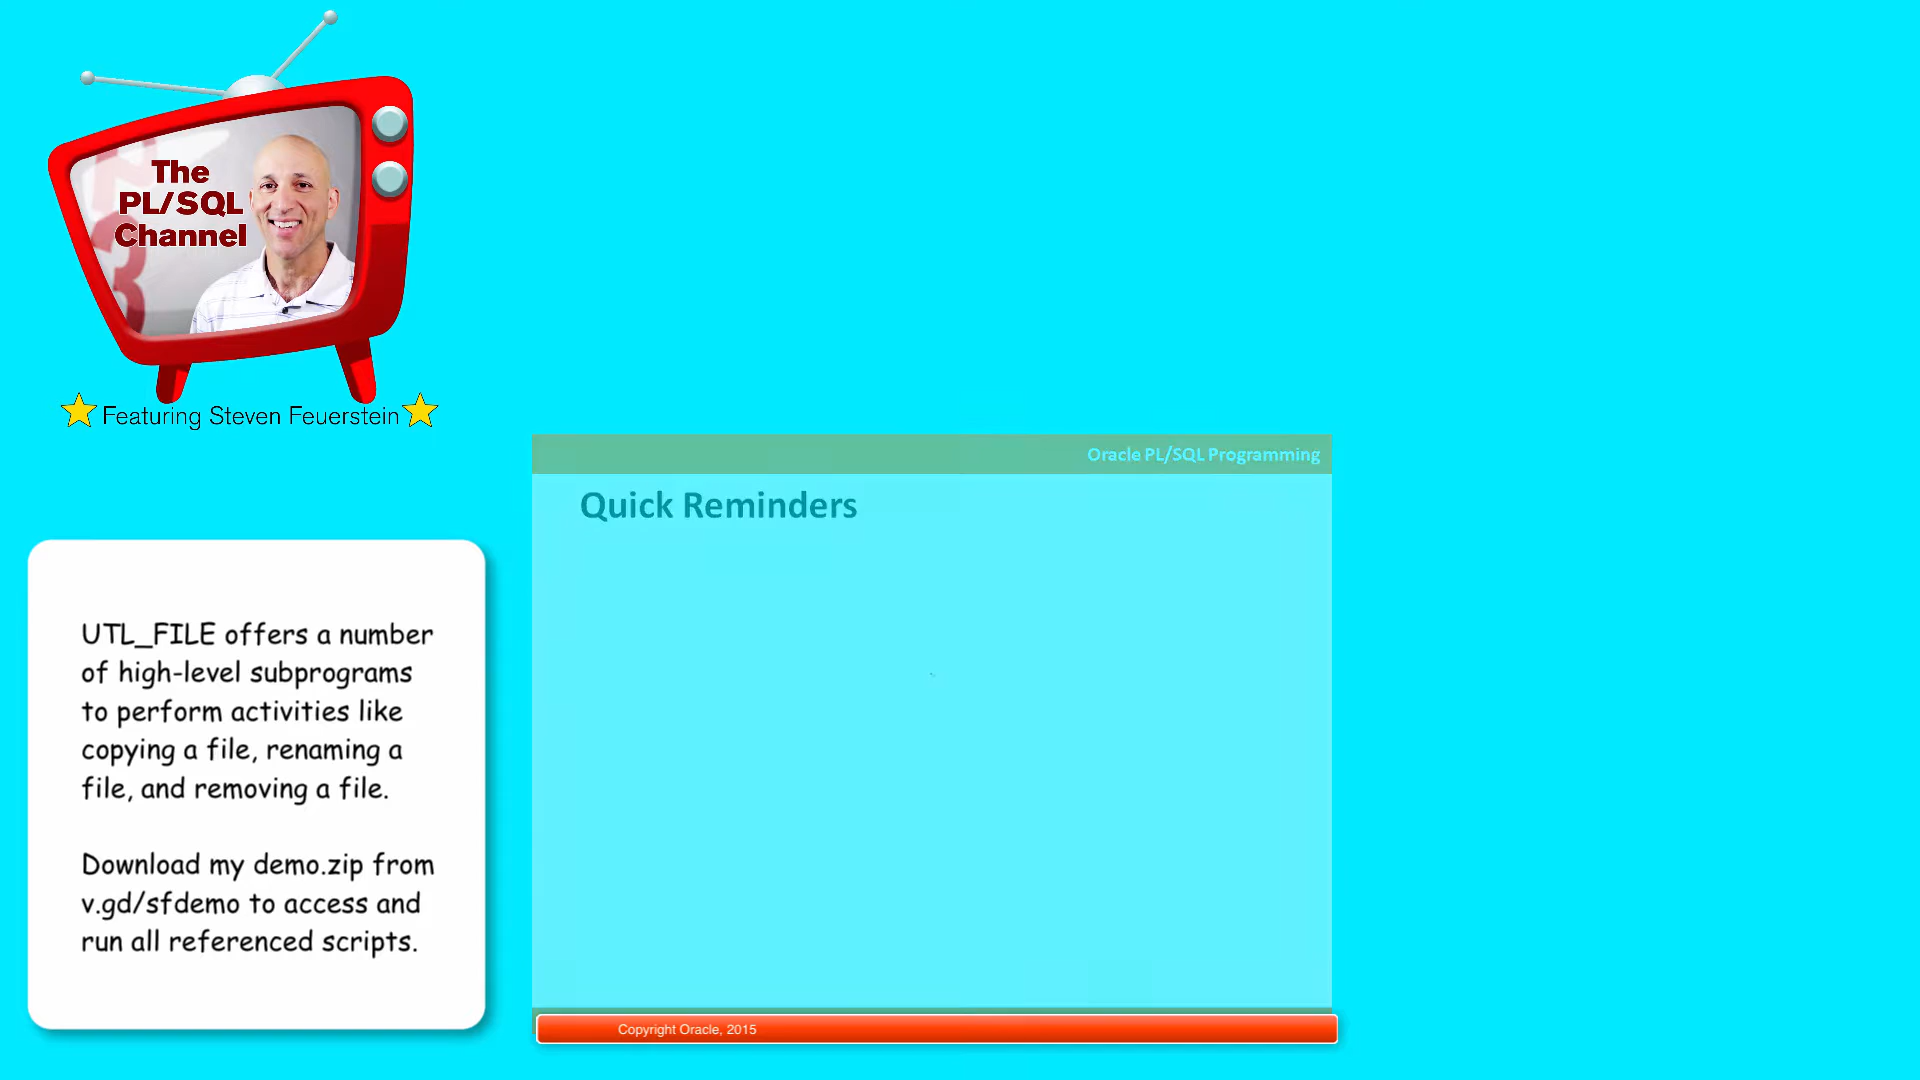 The
PL/SQL
Channel
Featuring Steven Feuerstein
Oracle PL/SQL Programming
Quick Reminders
UTL_FILE offers a number
of high-level subprograms
to perform activities like
copying a file, renaming a
file, and removing a file.
Download my demo.zip from
v.gd/sfdemo to access and
run all referenced scripts.
Copyright Oracle, 2015